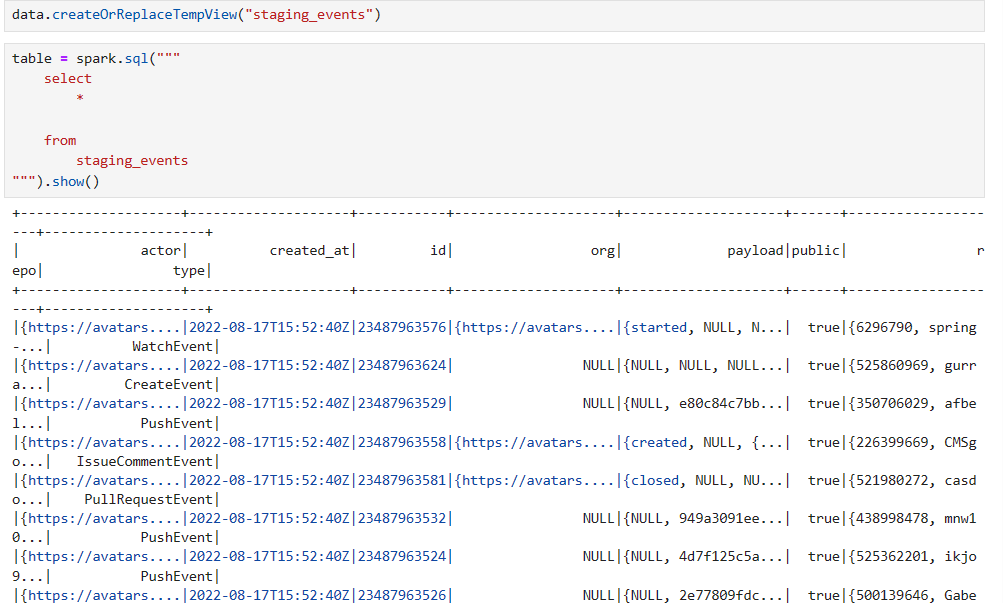 data.createOrReplaceTempView("staging_events")
table = spark.sql("""
    select
        *

    from
        staging_events
""").show()
+--------------------+--------------------+-----------+--------------------+--------------------+------+-----------------
---+--------------------+
|               actor|          created_at|         id|                 org|             payload|public|                r
epo|                type|
+--------------------+--------------------+-----------+--------------------+--------------------+------+-----------------
---+--------------------+
|{https://avatars....|2022-08-17T15:52:40Z|23487963576|{https://avatars....|{started, NULL, N...|  true|{6296790, spring
-...|          WatchEvent|
|{https://avatars....|2022-08-17T15:52:40Z|23487963624|                NULL|{NULL, NULL, NULL...|  true|{525860969, gurr
a...|         CreateEvent|
|{https://avatars....|2022-08-17T15:52:40Z|23487963529|                NULL|{NULL, e80c84c7bb...|  true|{350706029, afbe
l...|           PushEvent|
|{https://avatars....|2022-08-17T15:52:40Z|23487963558|{https://avatars....|{created, NULL, {...|  true|{226399669, CMSg
o...|   IssueCommentEvent|
|{https://avatars....|2022-08-17T15:52:40Z|23487963581|{https://avatars....|{closed, NULL, NU...|  true|{521980272, casd
o...|    PullRequestEvent|
|{https://avatars....|2022-08-17T15:52:40Z|23487963532|                NULL|{NULL, 949a3091ee...|  true|{438998478, mnw1
0...|           PushEvent|
|{https://avatars....|2022-08-17T15:52:40Z|23487963524|                NULL|{NULL, 4d7f125c5a...|  true|{525362201, ikjo
9...|           PushEvent|
|{https://avatars....|2022-08-17T15:52:40Z|23487963526|                NULL|{NULL, 2e77809fdc...|  true|{500139646, Gabe